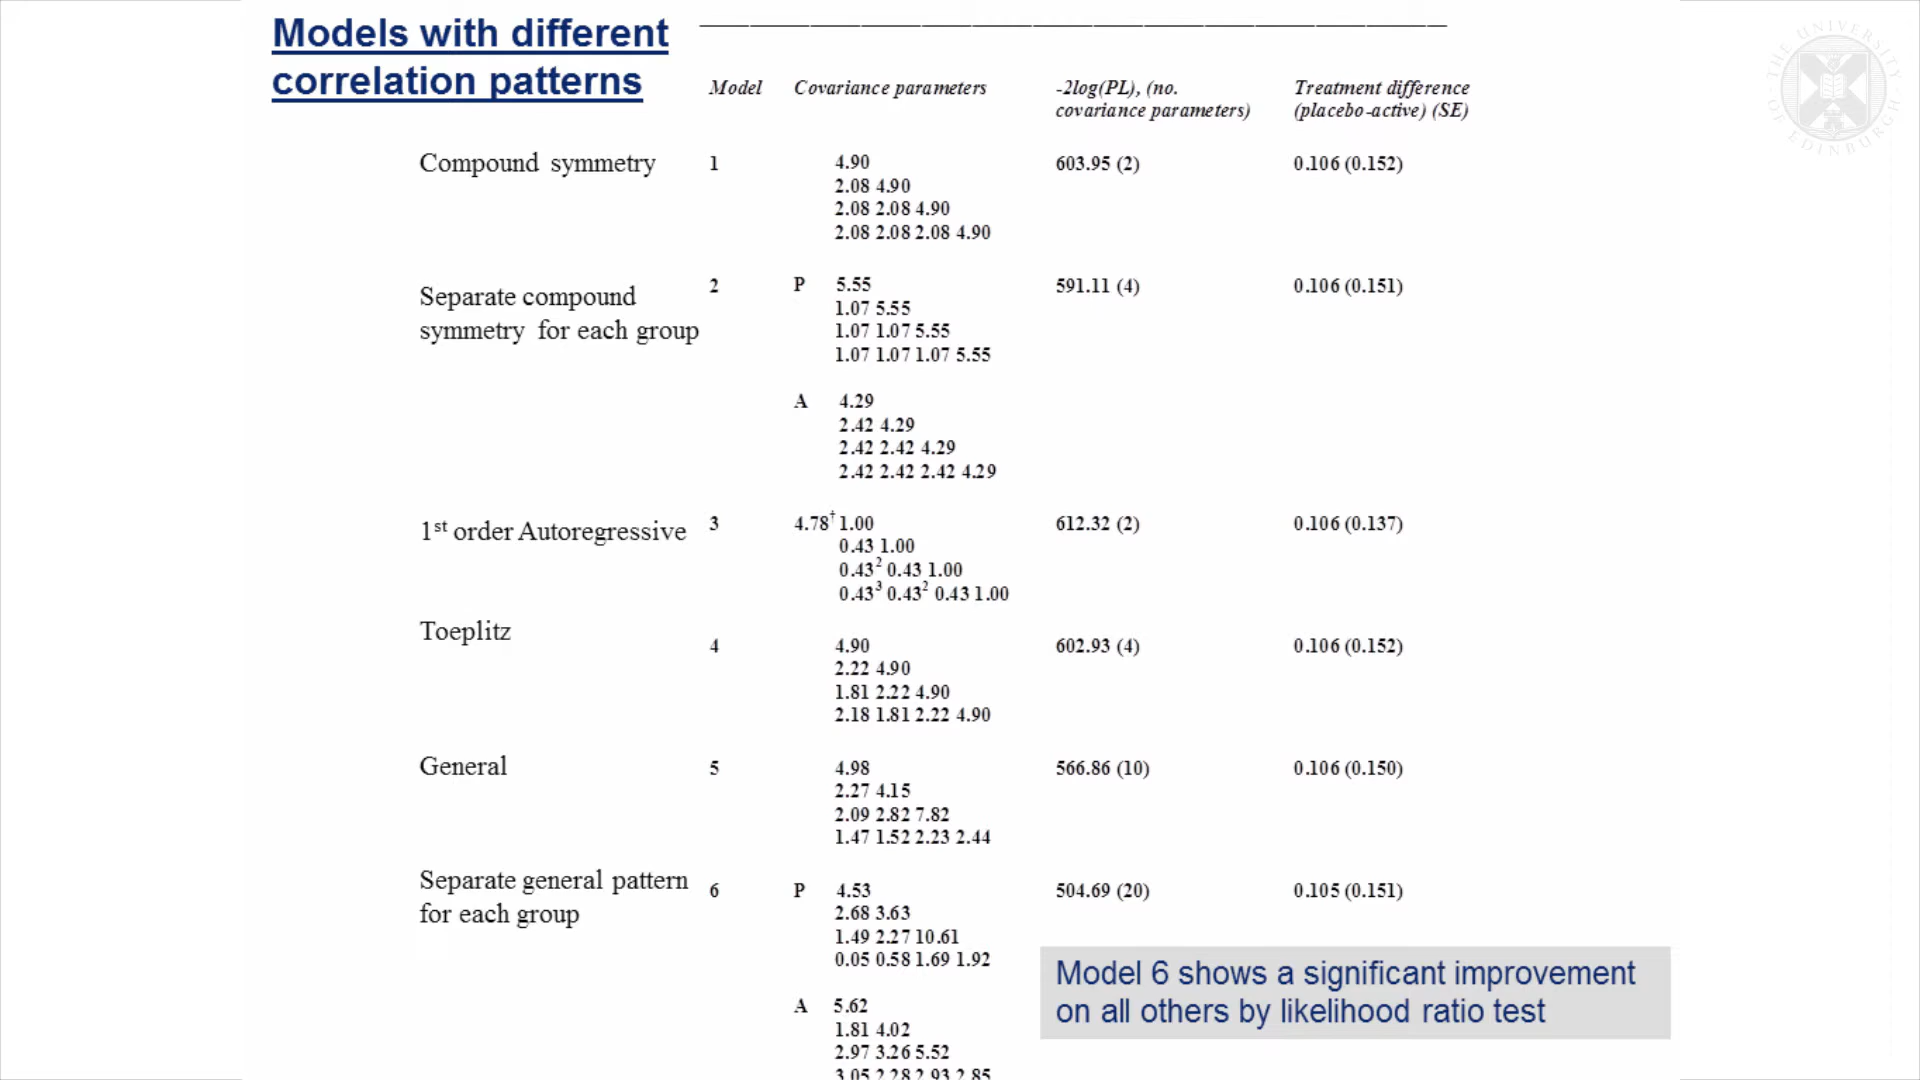 Models with different
correlation patterns
Model Covariance parameters -2log(PL), (no. Treatment difference
covariance parameters) (placebo-active) (SE)
Compound symmetry 1 4.90 603.95 (2) 0.106 (0.152)
2.08 4.90
2.08 2.08 4.90
2.08 2.08 2.08 4.90
Separate compound
symmetry for each group
2 P 5.55 591.11 (4) 0.106 (0.151)
1.07 5.55
1.07 1.07 5.55
1.07 1.07 1.07 5.55
A 4.29
2.42 4.29
2.42 2.42 4.29
2.42 2.42 2.42 4.29
1st order Autoregressive 3 4.78† 1.00 612.32 (2) 0.106 (0.137)
0.43 1.00
0.43² 0.43 1.00
0.43³ 0.43² 0.43 1.00
Toeplitz
4 4.90 602.93 (4) 0.106 (0.152)
2.22 4.90
1.81 2.22 4.90
2.18 1.81 2.22 4.90
General 5 4.98 566.86 (10) 0.106 (0.150)
2.27 4.15
2.09 2.82 7.82
1.47 1.52 2.23 2.44
Separate general pattern
for each group
6 P 4.53 504.69 (20) 0.105 (0.151)
2.68 3.63
1.49 2.27 10.61
0.05 0.58 1.69 1.92
A 5.62
1.81 4.02
2.97 3.26 5.52
3.05 2.28 2.93 2.85
Model 6 shows a significant improvement
on all others by likelihood ratio test
THE UNIVERSITY
OF EDINBURGH